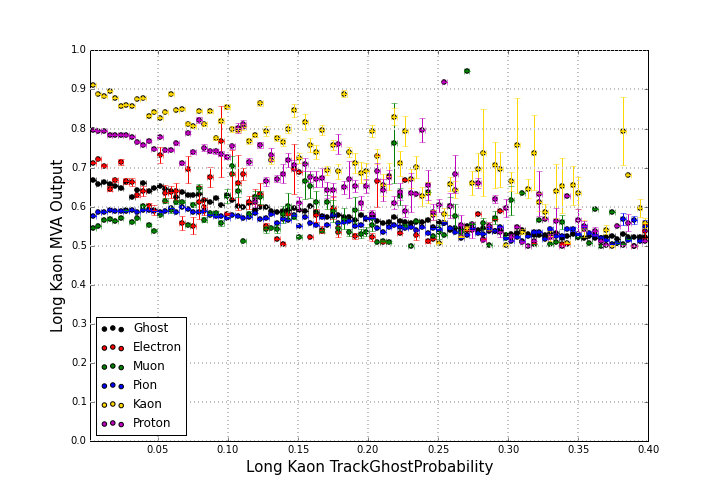 1.0
0.9
0.8
0.7
0.6
0.5
0.4
0.3
0.2
0.1
0.0
Long Kaon MVA Output
Ghost
Electron
Muon
Pion
Kaon
Proton
0.05 0.10 0.15 0.20 0.25 0.30 0.35 0.40
Long Kaon TrackGhostProbability